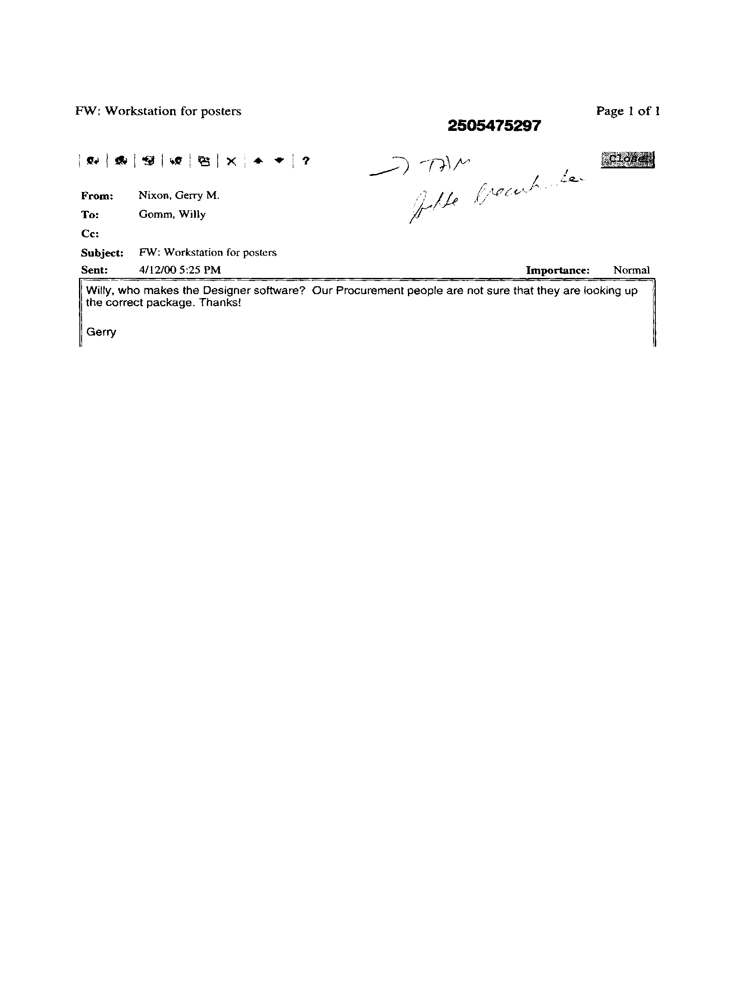 FW: Workstation for posters
Page 1 of 1
2505475297
?
Close
TAM
Bitte
From: Nixon, Gerry M.
To: Gomm, Willy
Cc:
Subject: FW: Workstation for posters
Sent: 4/12/00 5:25 PM Importance: Normal
Willy, who makes the Designer software? Our Procurement people are not sure that they are looking up
the correct package. Thanks!
Gerry